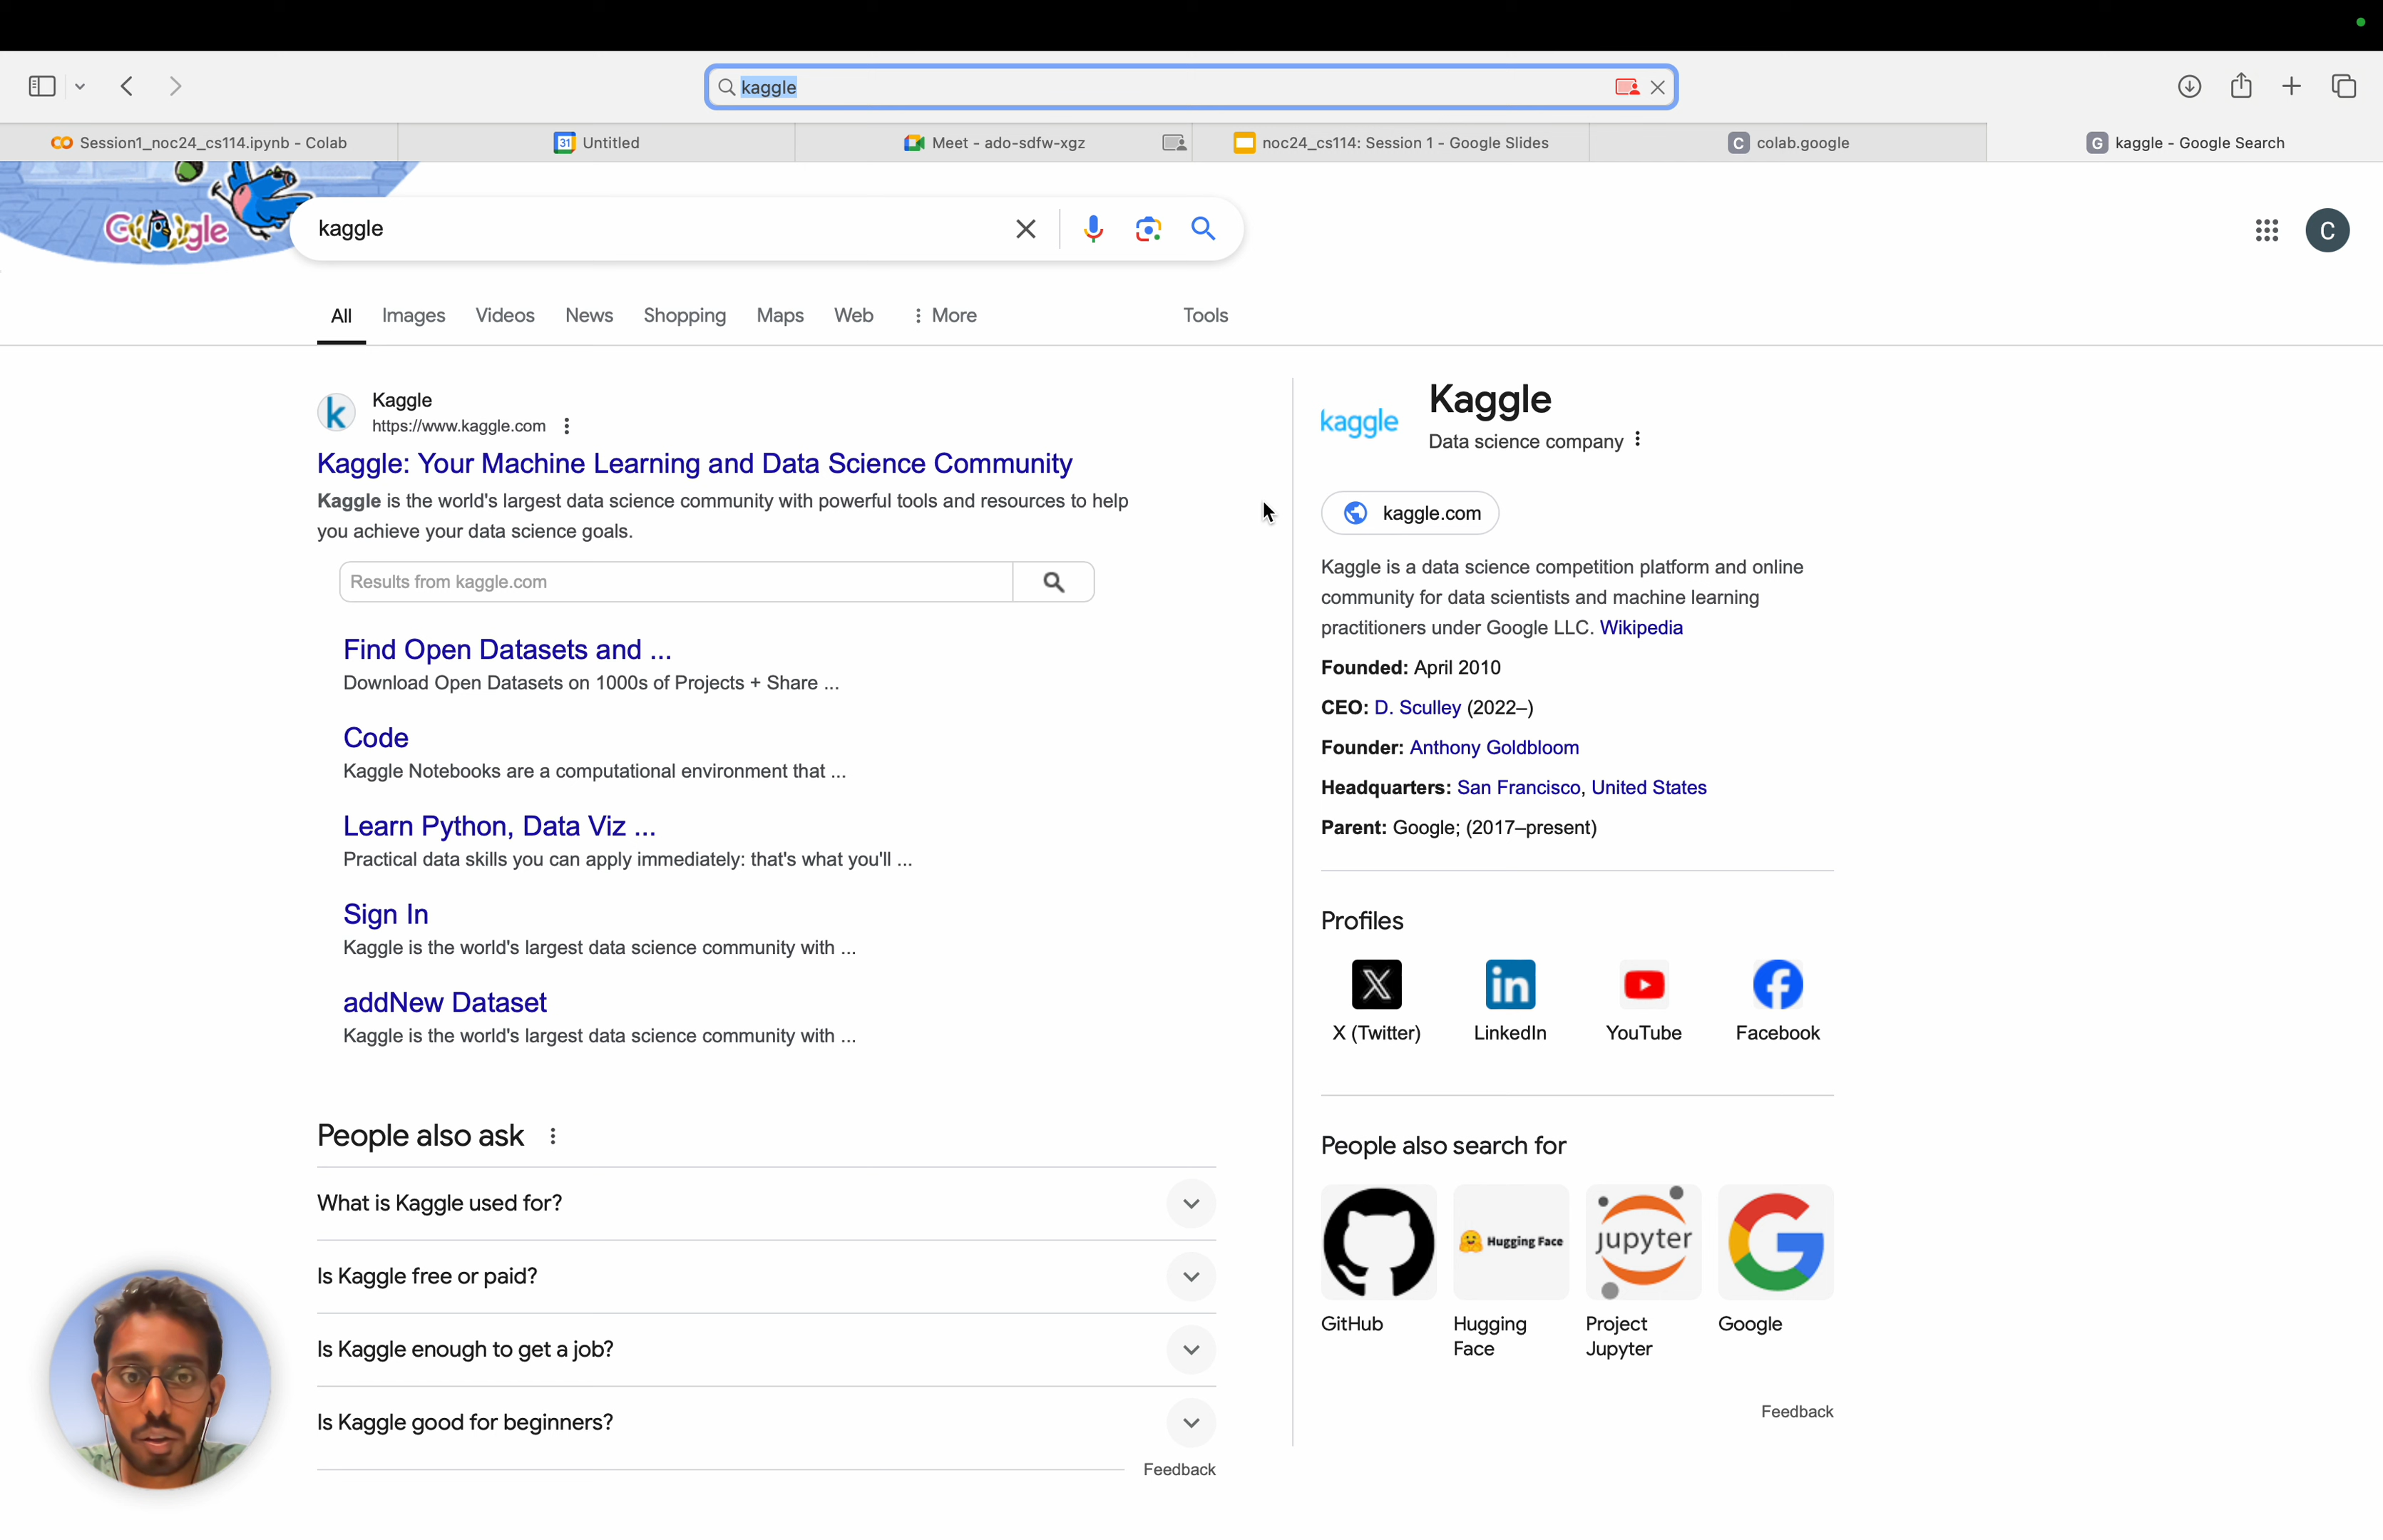 kaggle
Session1_noc24_cs114.ipynb - Colab
31 Untitled
Meet - ado-sdfw-xgz
noc24_cs114: Session 1 - Google Slides
C colab.google
G kaggle - Google Search
Google
kaggle
C
All Images Videos News Shopping Maps Web More Tools
k
Kaggle
https://www.kaggle.com
Kaggle: Your Machine Learning and Data Science Community
Kaggle is the world's largest data science community with powerful tools and resources to help
you achieve your data science goals.
Results from kaggle.com
Find Open Datasets and ...
Download Open Datasets on 1000s of Projects + Share ...
Code
Kaggle Notebooks are a computational environment that ...
Learn Python, Data Viz ...
Practical data skills you can apply immediately: that's what you'll ...
Sign In
Kaggle is the world's largest data science community with ...
addNew Dataset
Kaggle is the world's largest data science community with ...
People also ask
What is Kaggle used for?
Is Kaggle free or paid?
Is Kaggle enough to get a job?
Is Kaggle good for beginners?
Feedback
kaggle
Kaggle
Data science company
kaggle.com
Kaggle is a data science competition platform and online
community for data scientists and machine learning
practitioners under Google LLC. Wikipedia
Founded: April 2010
CEO: D. Sculley (2022–)
Founder: Anthony Goldbloom
Headquarters: San Francisco, United States
Parent: Google; (2017–present)
Profiles
X (Twitter) LinkedIn YouTube Facebook
People also search for
Hugging Face
jupyter
GitHub
Hugging
Face
Project
Jupyter
Google
Feedback